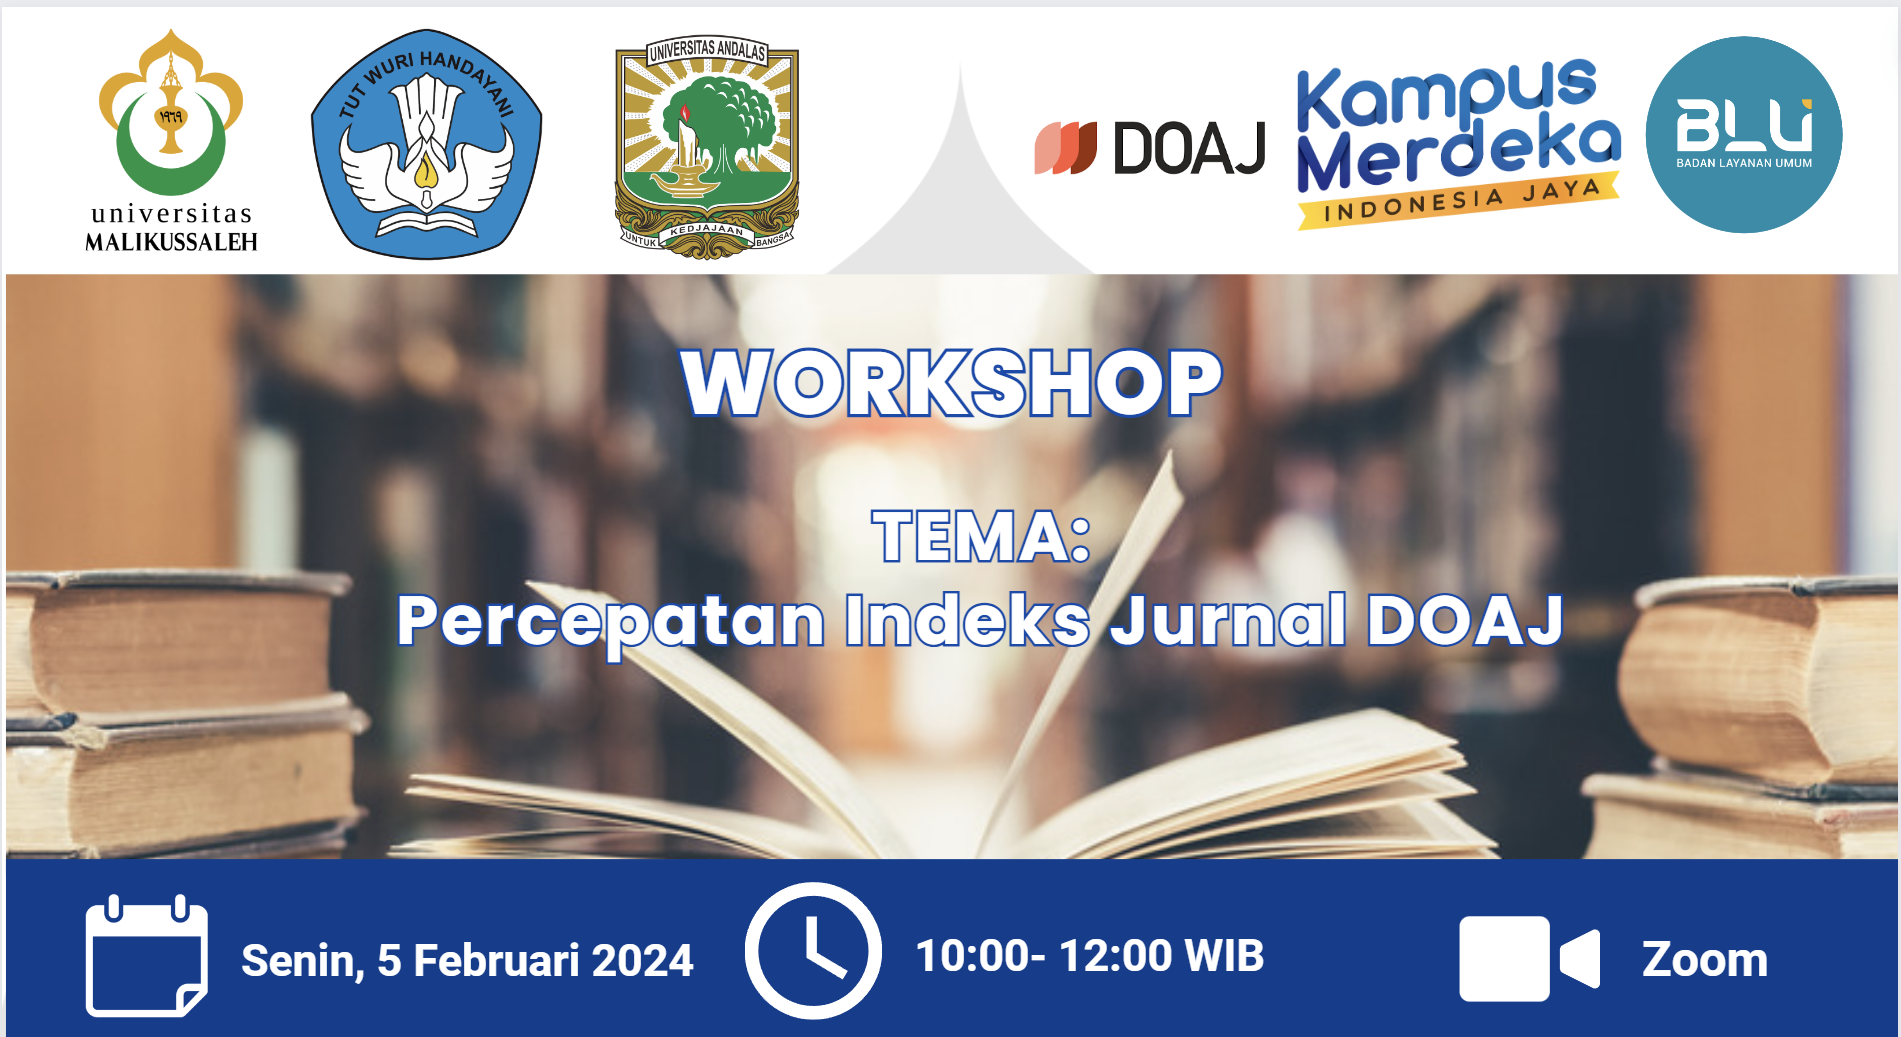 ١٩٦٩
universitas
MALIKUSSALEH
TUT WURI HANDAYANI
UNIVERSITAS ANDALAS
UNTUK KEDJAJAAN BANGSA
DOAJ
Kampus
Merdeka
INDONESIA JAYA
BLU
BADAN LAYANAN UMUM
WORKSHOP
TEMA:
Percepatan Indeks Jurnal DOAJ
Senin, 5 Februari 2024
10:00- 12:00 WIB
Zoom